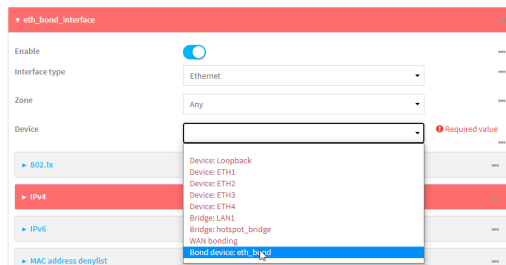 eth_bond_interface
Enable
Interface type
Ethernet
Zone
Any
Device
Required value
Device: Loopback
802.1x
Device: ETH1
Device: ETH2
Device: ETH3
IPv4
Device: ETH4
Bridge: LAN1
IPv6
Bridge: hotspot_bridge
WAN bonding
Bond device: eth_bond
MAC address denylist